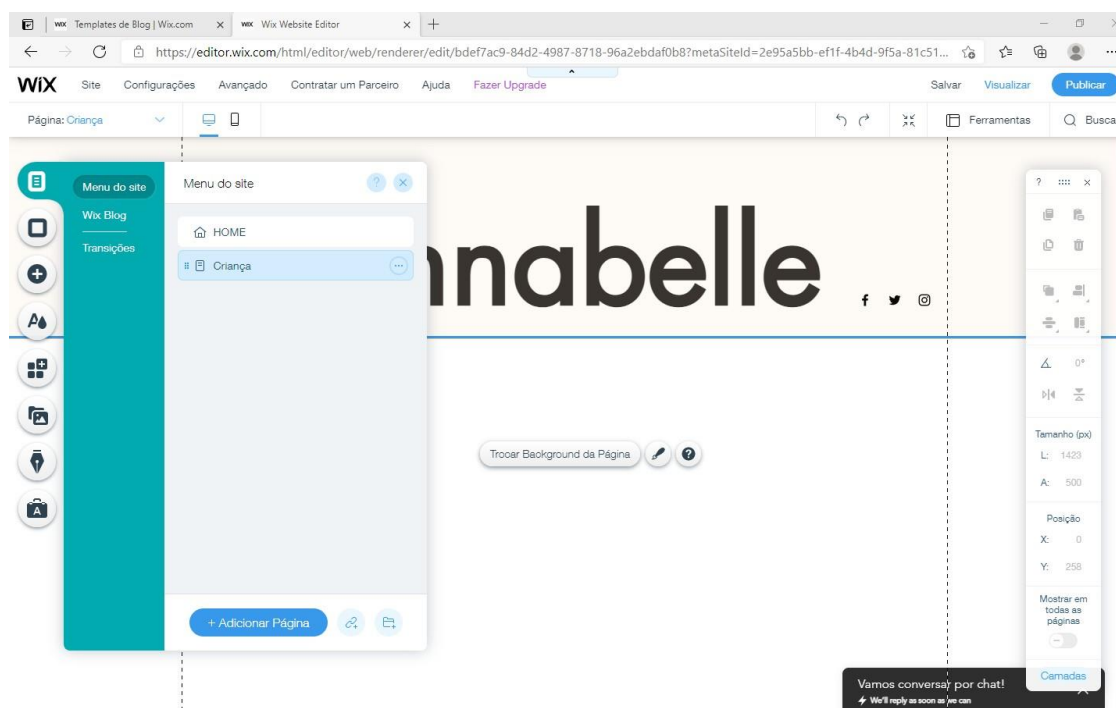 WiX Templates de Blog | Wix.com
WiX Wix Website Editor
https://editor.wix.com/html/editor/web/renderer/edit/bdef7ac9-84d2-4987-8718-96a2ebdaf0b8?metaSiteId=2e95a5bb-ef1f-4b4d-9f5a-81c51...
WiX Site Configurações Avançado Contratar um Parceiro Ajuda Fazer Upgrade Salvar Visualizar Publicar
Página: Criança
Ferramentas
Busca
Menu do site
Wix Blog
Transições
Menu do site
?
HOME
Criança
+ Adicionar Página
nnabelle
Trocar Background da Página
?
?
0°
Tamanho (px)
L: 1423
A: 500
Posição
X: 0
Y: 258
Mostrar em
todas as
páginas
Camadas
Vamos conversar por chat!
We'll reply as soon as we can